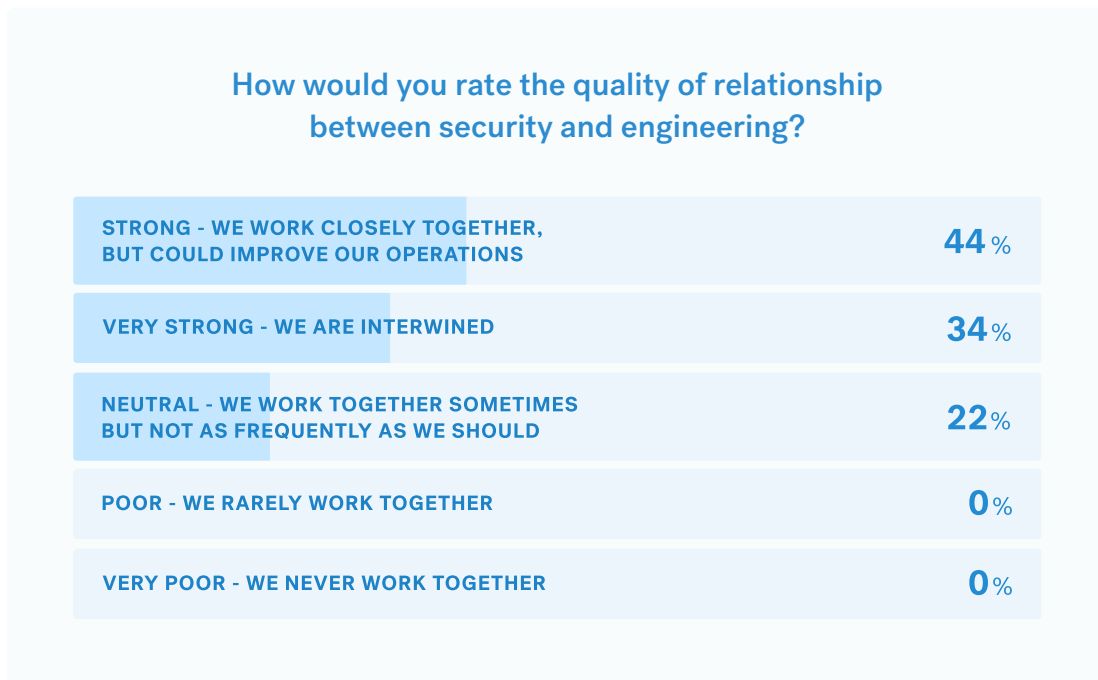 How would you rate the quality of relationship
between security and engineering?
STRONG - WE WORK CLOSELY TOGETHER,
BUT COULD IMPROVE OUR OPERATIONS
44 %
VERY STRONG - WE ARE INTERWINED
34 %
NEUTRAL - WE WORK TOGETHER SOMETIMES
BUT NOT AS FREQUENTLY AS WE SHOULD
22 %
POOR - WE RARELY WORK TOGETHER
0 %
VERY POOR - WE NEVER WORK TOGETHER
0 %